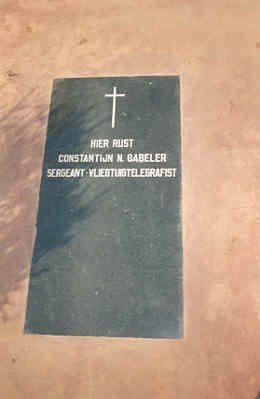 HIER RUST
CONSTANTIJN N. GABELER
SERGEANT-VLIEGTUIGTELEGRAFIST